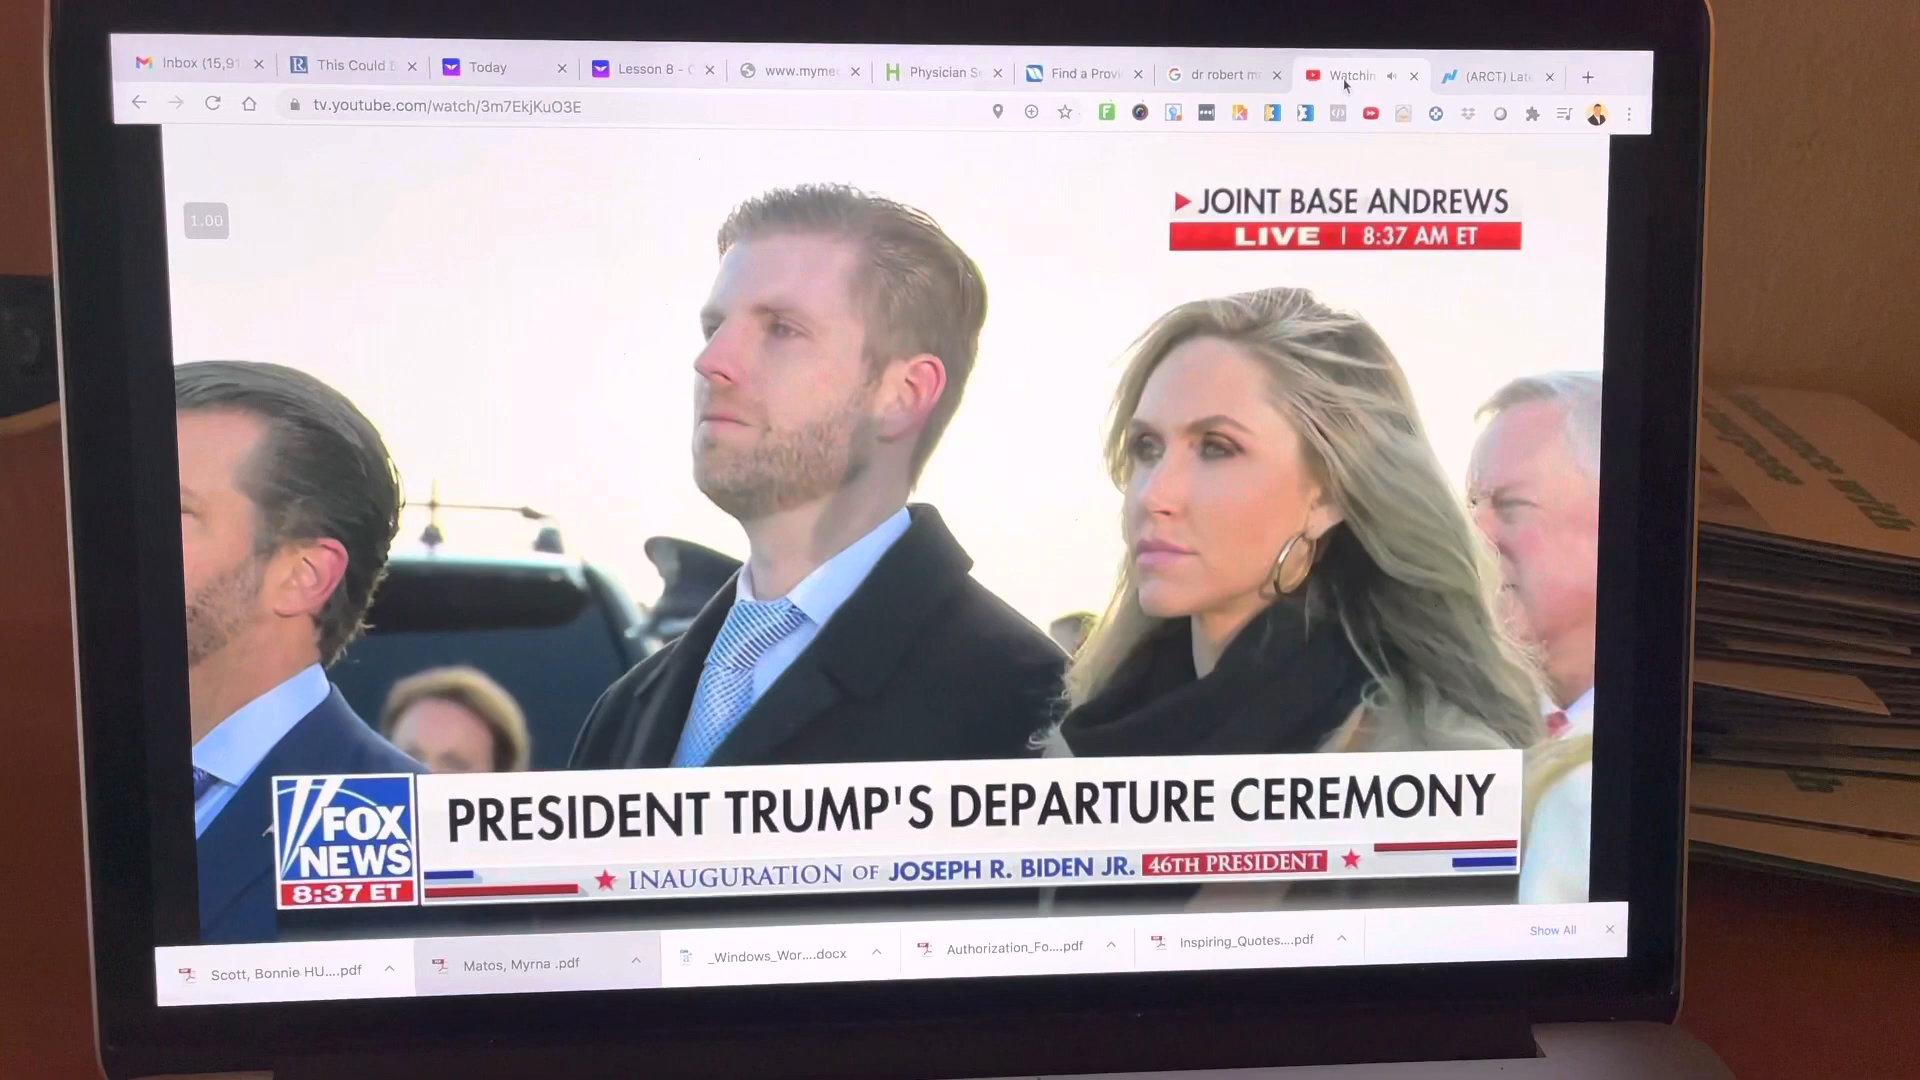 Inbox (15,91
This Could
Today
Lesson 8 -
www.mymec
Physician S
Find a Provi
dr robert m
Watchin
(ARCT) Late
tv.youtube.com/watch/3m7EkjKuO3E
1.00
JOINT BASE ANDREWS
LIVE | 8:37 AM ET
FOX
NEWS
8:37 ET
PRESIDENT TRUMP'S DEPARTURE CEREMONY
INAUGURATION OF JOSEPH R. BIDEN JR. 46TH PRESIDENT
Scott, Bonnie HU....pdf
Matos, Myrna .pdf
_Windows_Wor....docx
Authorization_Fo....pdf
Inspiring_Quotes....pdf
Show All